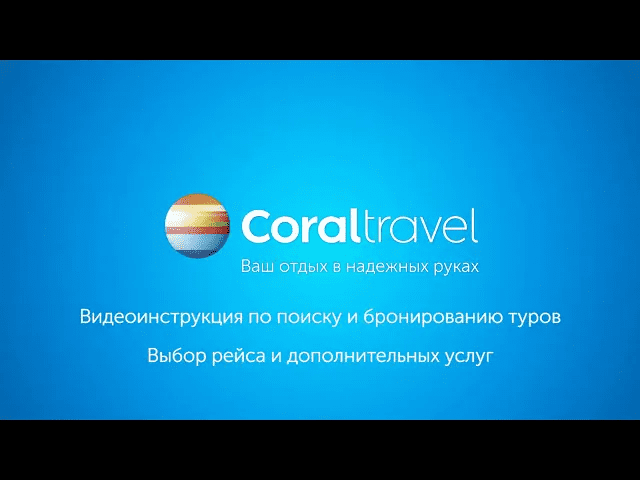 Coraltravel
Ваш отдых в надежных руках
Видеоинструкция по поиску и бронированию туров
Выбор рейса и дополнительных услуг